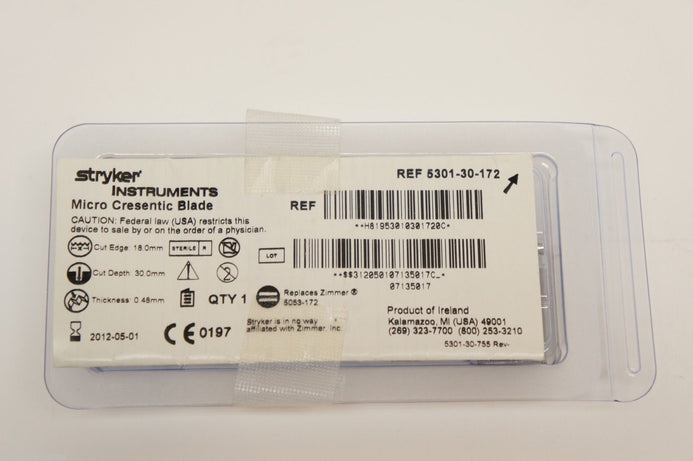 stryker REF 5301-30-172
INSTRUMENTS
Micro Cresentic Blade
REF
CAUTION: Federal law (USA) restricts this
device to sale by or on the order of a physician.
**H81953010301720C*
Cut Edge: 18.0mm
STERILE R
LOT
Cut Depth: 30.0mm
2
**$$312050107135017C_*
07135017
Thickness: 0.48mm
QTY 1
Replaces Zimmer ®
5053-172
Product of Ireland
Stryker is in no way
affiliated with Zimmer, Inc.
Kalamazoo, MI (USA) 49001
(269) 323-7700 (800) 253-3210
2012-05-01
CE 0197
5301-30-755 Rev-